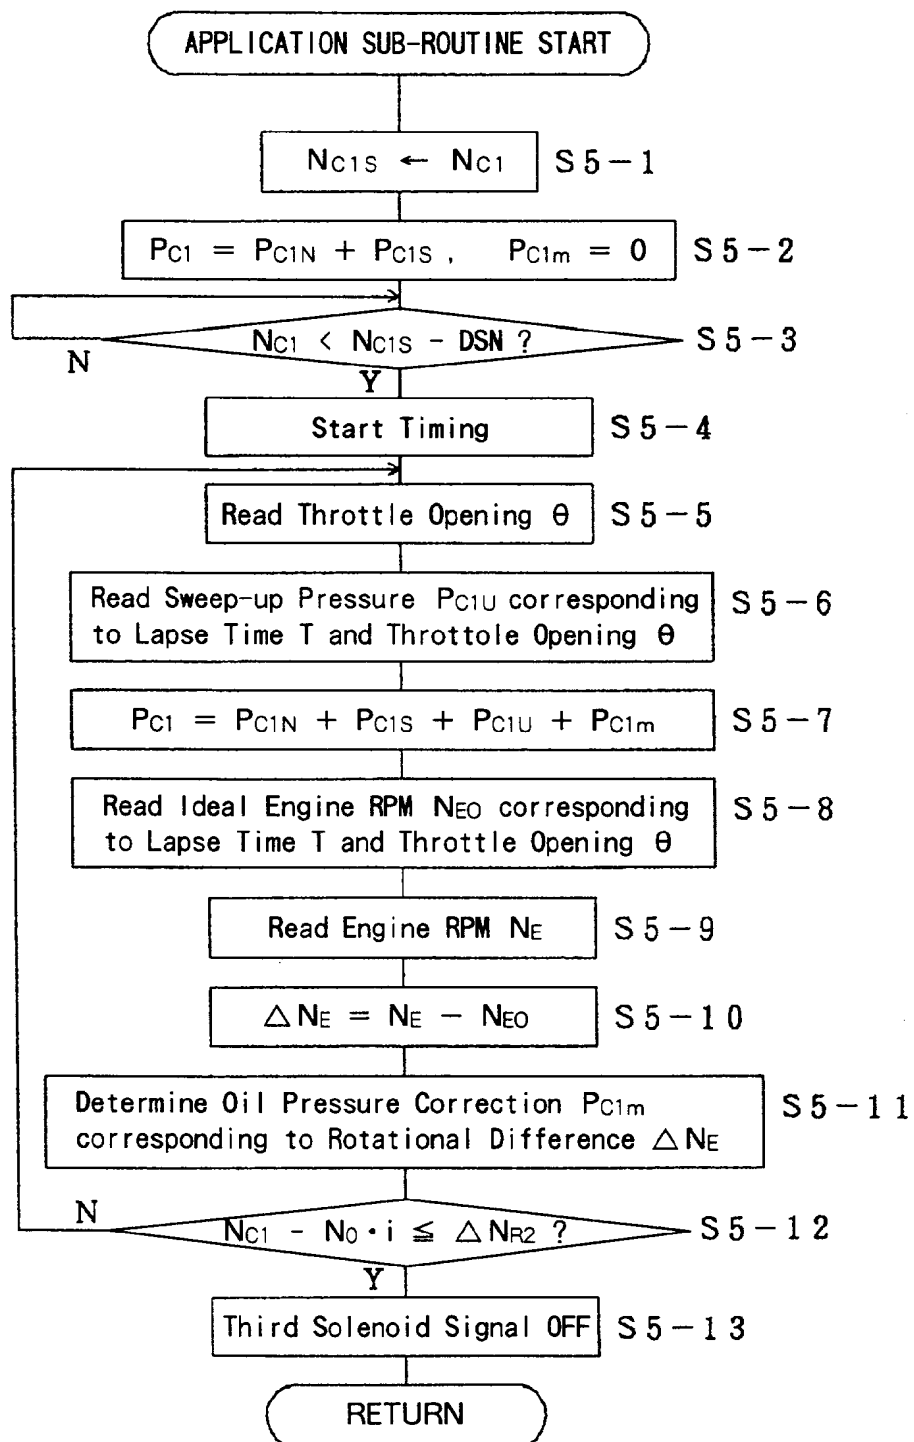 APPLICATION SUB-ROUTINE START
NC1S ← NC1 S5-1
PC1 = PC1N + PC1S , PC1m = 0 S5-2
NC1 < NC1S - DSN ? S5-3
N
Y
Start Timing S5-4
Read Throttle Opening θ S5-5
Read Sweep-up Pressure PC1U corresponding S5-6
to Lapse Time T and Throttole Opening θ
PC1 = PC1N + PC1S + PC1U + PC1m S5-7
Read Ideal Engine RPM NEO corresponding S5-8
to Lapse Time T and Throttle Opening θ
Read Engine RPM NE S5-9
△NE = NE - NEO S5-10
Determine Oil Pressure Correction PC1m S5-11
corresponding to Rotational Difference △NE
N
NC1 - NO・i ≦ △NR2 ? S5-12
Y
Third Solenoid Signal OFF S5-13
RETURN